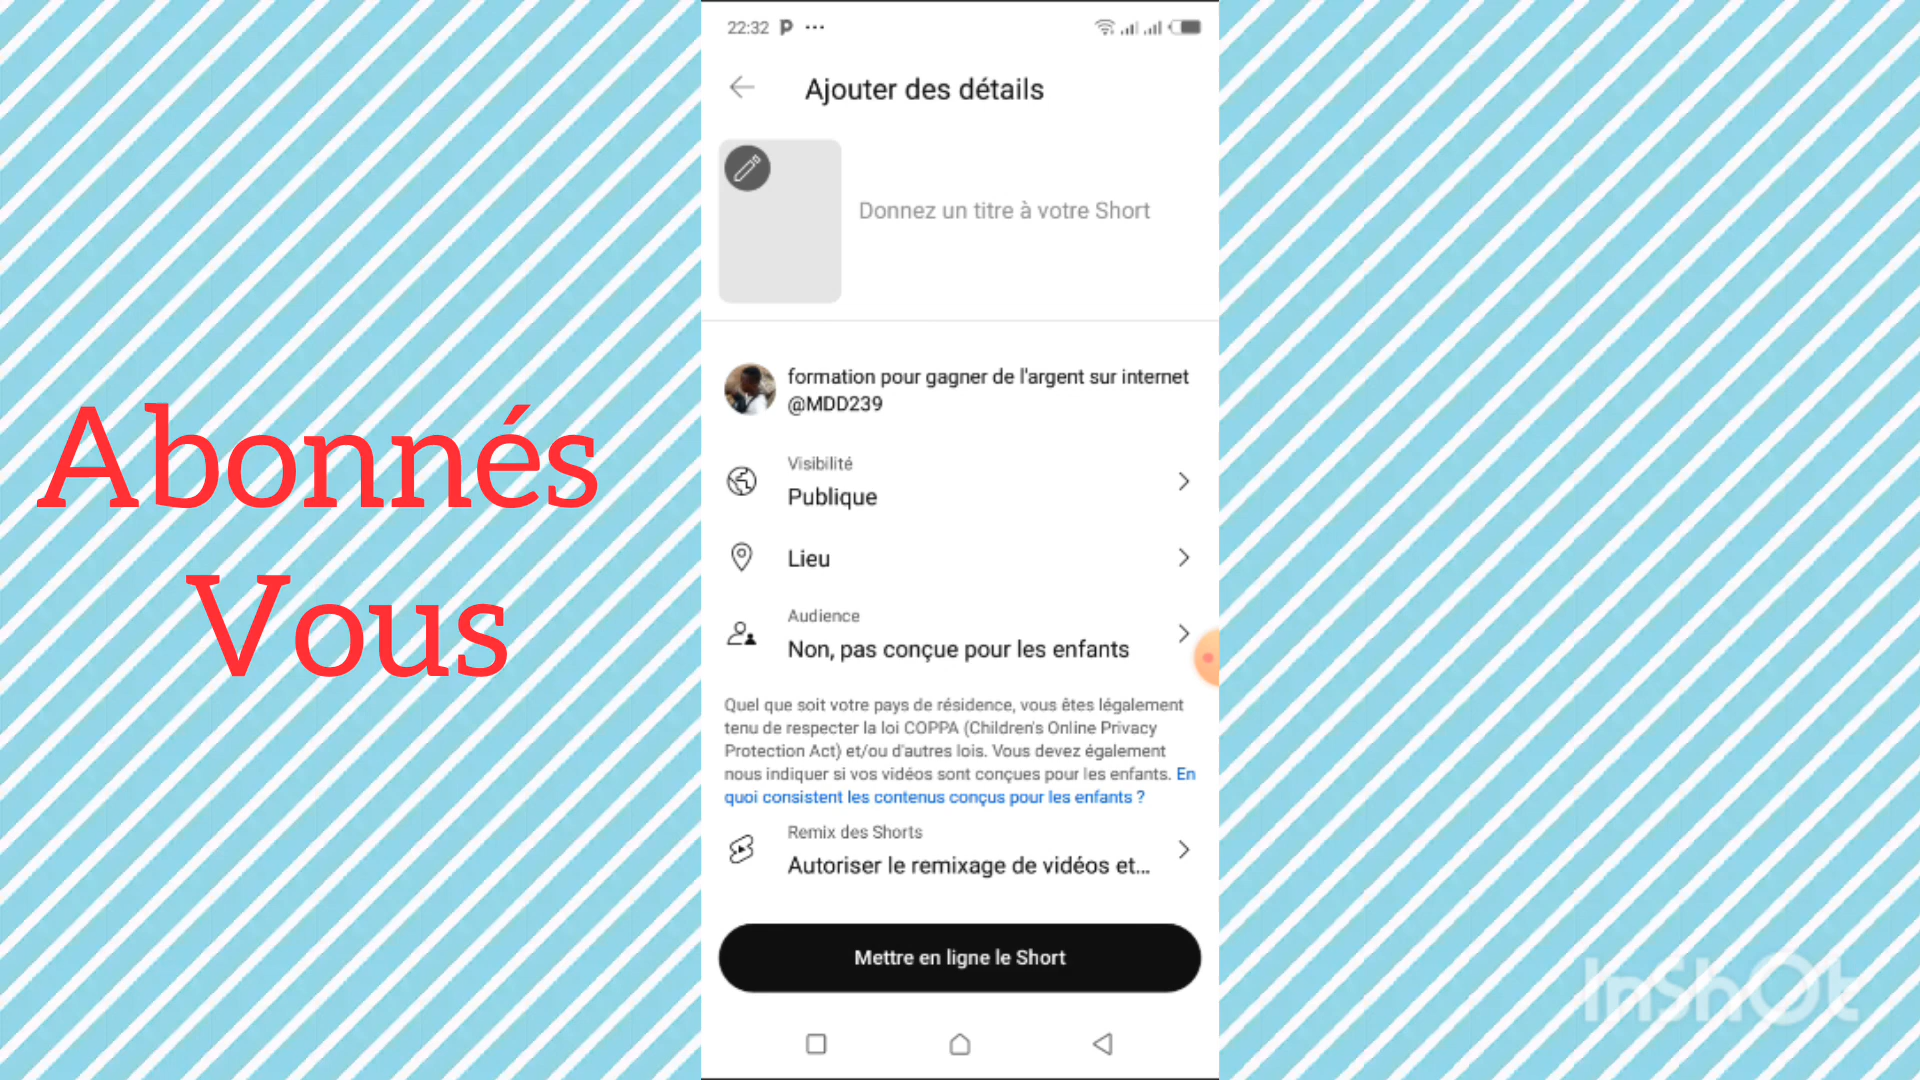 22:32 P ...
Ajouter des détails
Donnez un titre à votre Short
formation pour gagner de l'argent sur internet
@MDD239
Visibilité
Publique
Lieu
Audience
Non, pas conçue pour les enfants
Quel que soit votre pays de résidence, vous êtes légalement
tenu de respecter la loi COPPA (Children's Online Privacy
Protection Act) et/ou d'autres lois. Vous devez également
nous indiquer si vos vidéos sont conçues pour les enfants. En
quoi consistent les contenus conçus pour les enfants ?
Remix des Shorts
Autoriser le remixage de vidéos et...
Mettre en ligne le Short
Abonnés
Vous
InShOt